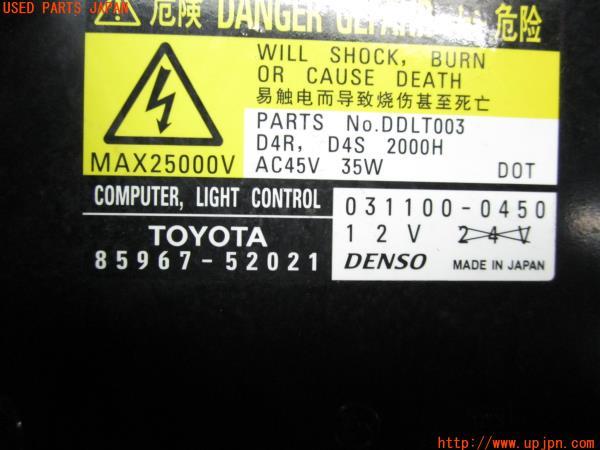 USED PARTS JAPAN
危険 DANGER GEFAHR 危险
WILL SHOCK, BURN
OR CAUSE DEATH
易触电而导致烧伤甚至死亡
MAX25000V
PARTS No.DDLT003
D4R, D4S 2000H
AC45V 35W DOT
COMPUTER, LIGHT CONTROL
TOYOTA
85967-52021
031100-0450
12V 24V
DENSO MADE IN JAPAN
http://www.upjpn.com/